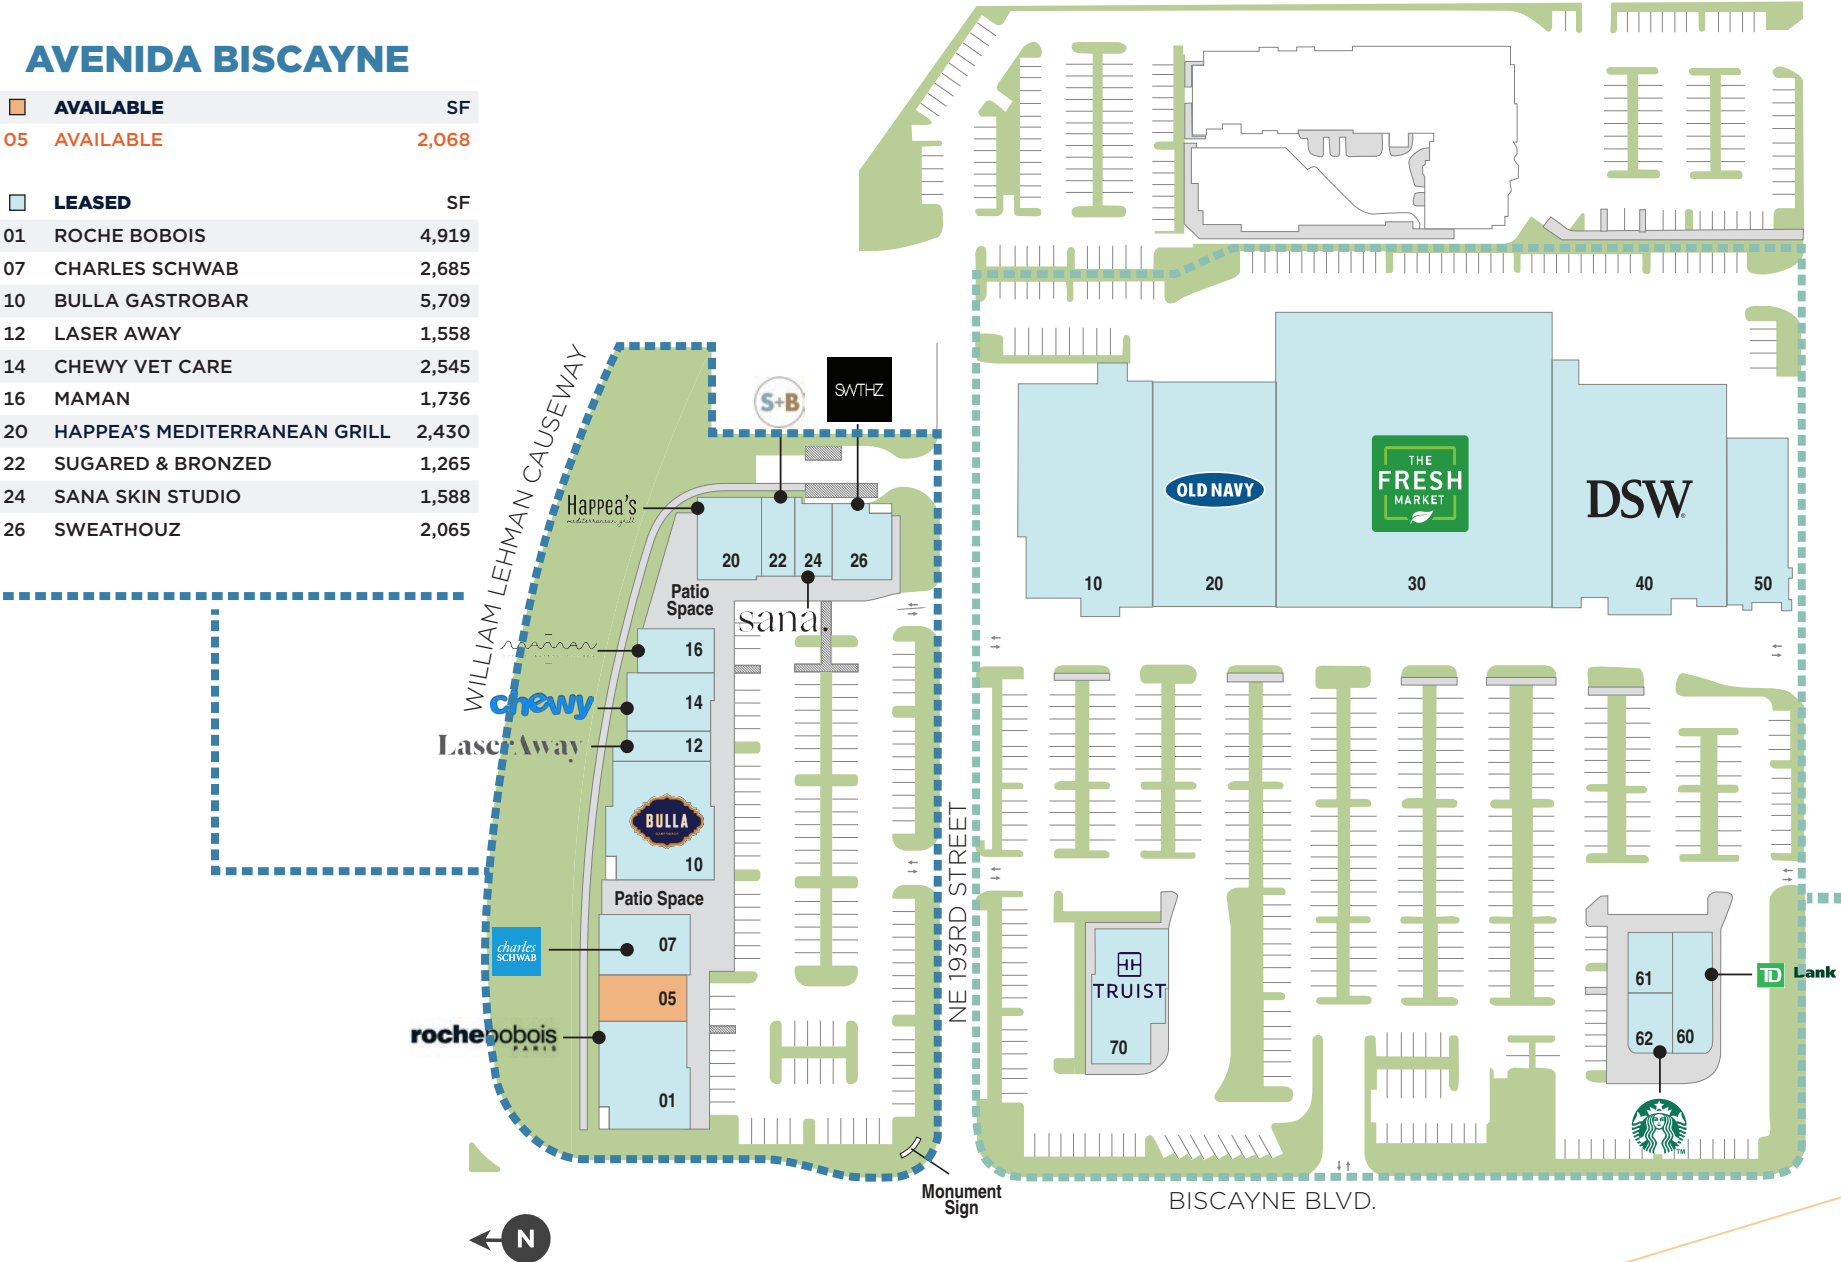 AVENIDA BISCAYNE
AVAILABLE SF
05 AVAILABLE 2,068
LEASED SF
01 ROCHE BOBOIS 4,919
07 CHARLES SCHWAB 2,685
10 BULLA GASTROBAR 5,709
12 LASER AWAY 1,558
14 CHEWY VET CARE 2,545
16 MAMAN 1,736
20 HAPPEA'S MEDITERRANEAN GRILL 2,430
22 SUGARED & BRONZED 1,265
24 SANA SKIN STUDIO 1,588
26 SWEATHOUZ 2,065
WILLIAM LEHMAN CAUSEWAY
S+B
SWTHZ
Happea's
mediterranean grill
20 22 24 26
Patio
Space
sana.
16
chewy
14
LaserAway
12
BULLA
10
Patio Space
charles
SCHWAB
07
05
rochebobois
PARIS
01
Monument
Sign
N
NE 193RD STREET
BISCAYNE BLVD.
10
OLD NAVY
20
THE
FRESH
MARKET
30
DSW
40
50
TRUIST
70
61
62
60
TD Lank
TM